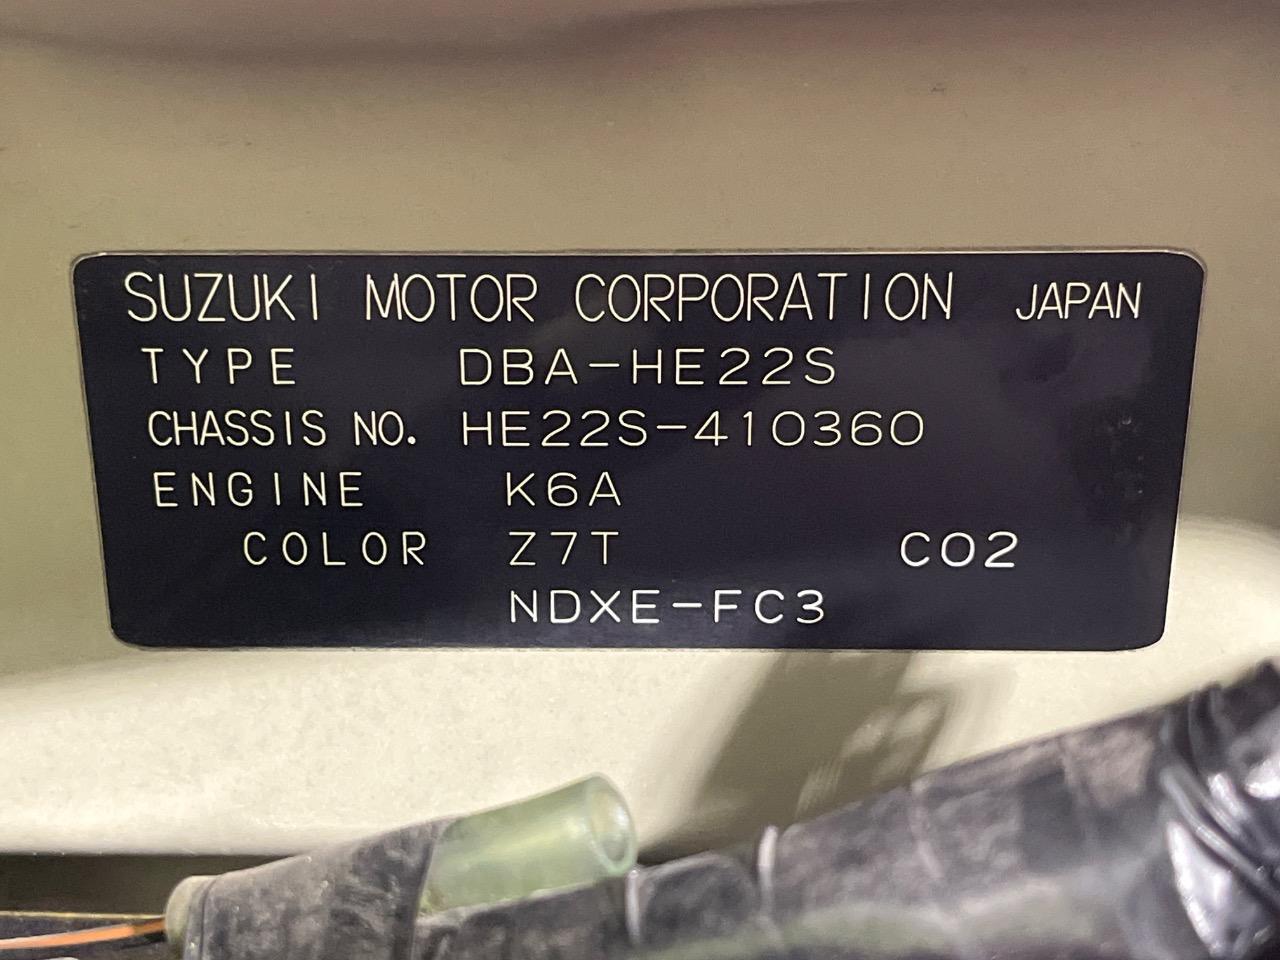 SUZUKI MOTOR CORPORATION JAPAN
TYPE DBA-HE22S
CHASSIS NO. HE22S-410360
ENGINE K6A
COLOR Z7T C02
NDXE-FC3